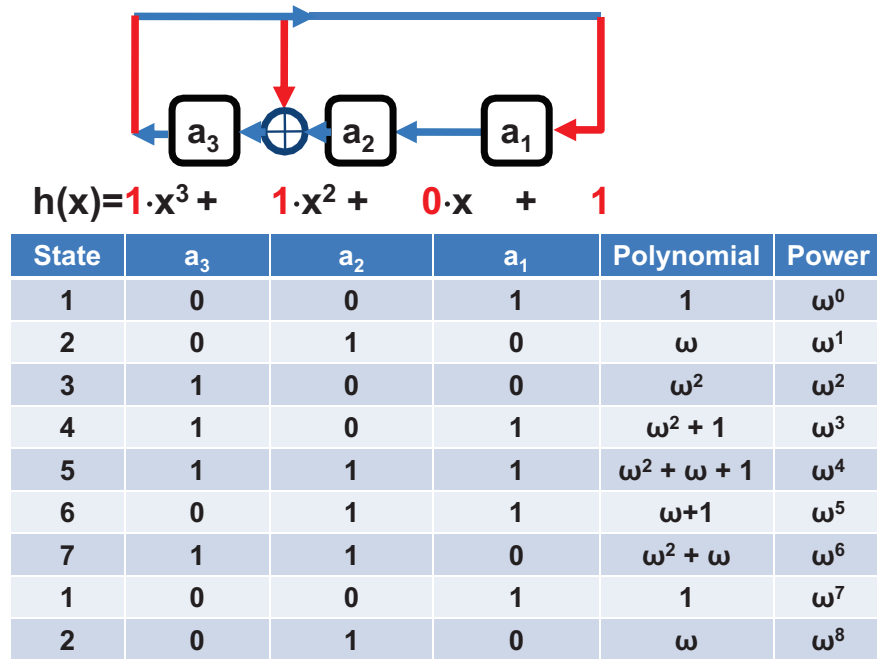 a₃ a₂ a₁
h(x)=1·x³ + 1·x² + 0·x + 1
State a₃ a₂ a₁ Polynomial Power
1 0 0 1 1 ω⁰
2 0 1 0 ω ω¹
3 1 0 0 ω² ω²
4 1 0 1 ω² + 1 ω³
5 1 1 1 ω² + ω + 1 ω⁴
6 0 1 1 ω+1 ω⁵
7 1 1 0 ω² + ω ω⁶
1 0 0 1 1 ω⁷
2 0 1 0 ω ω⁸